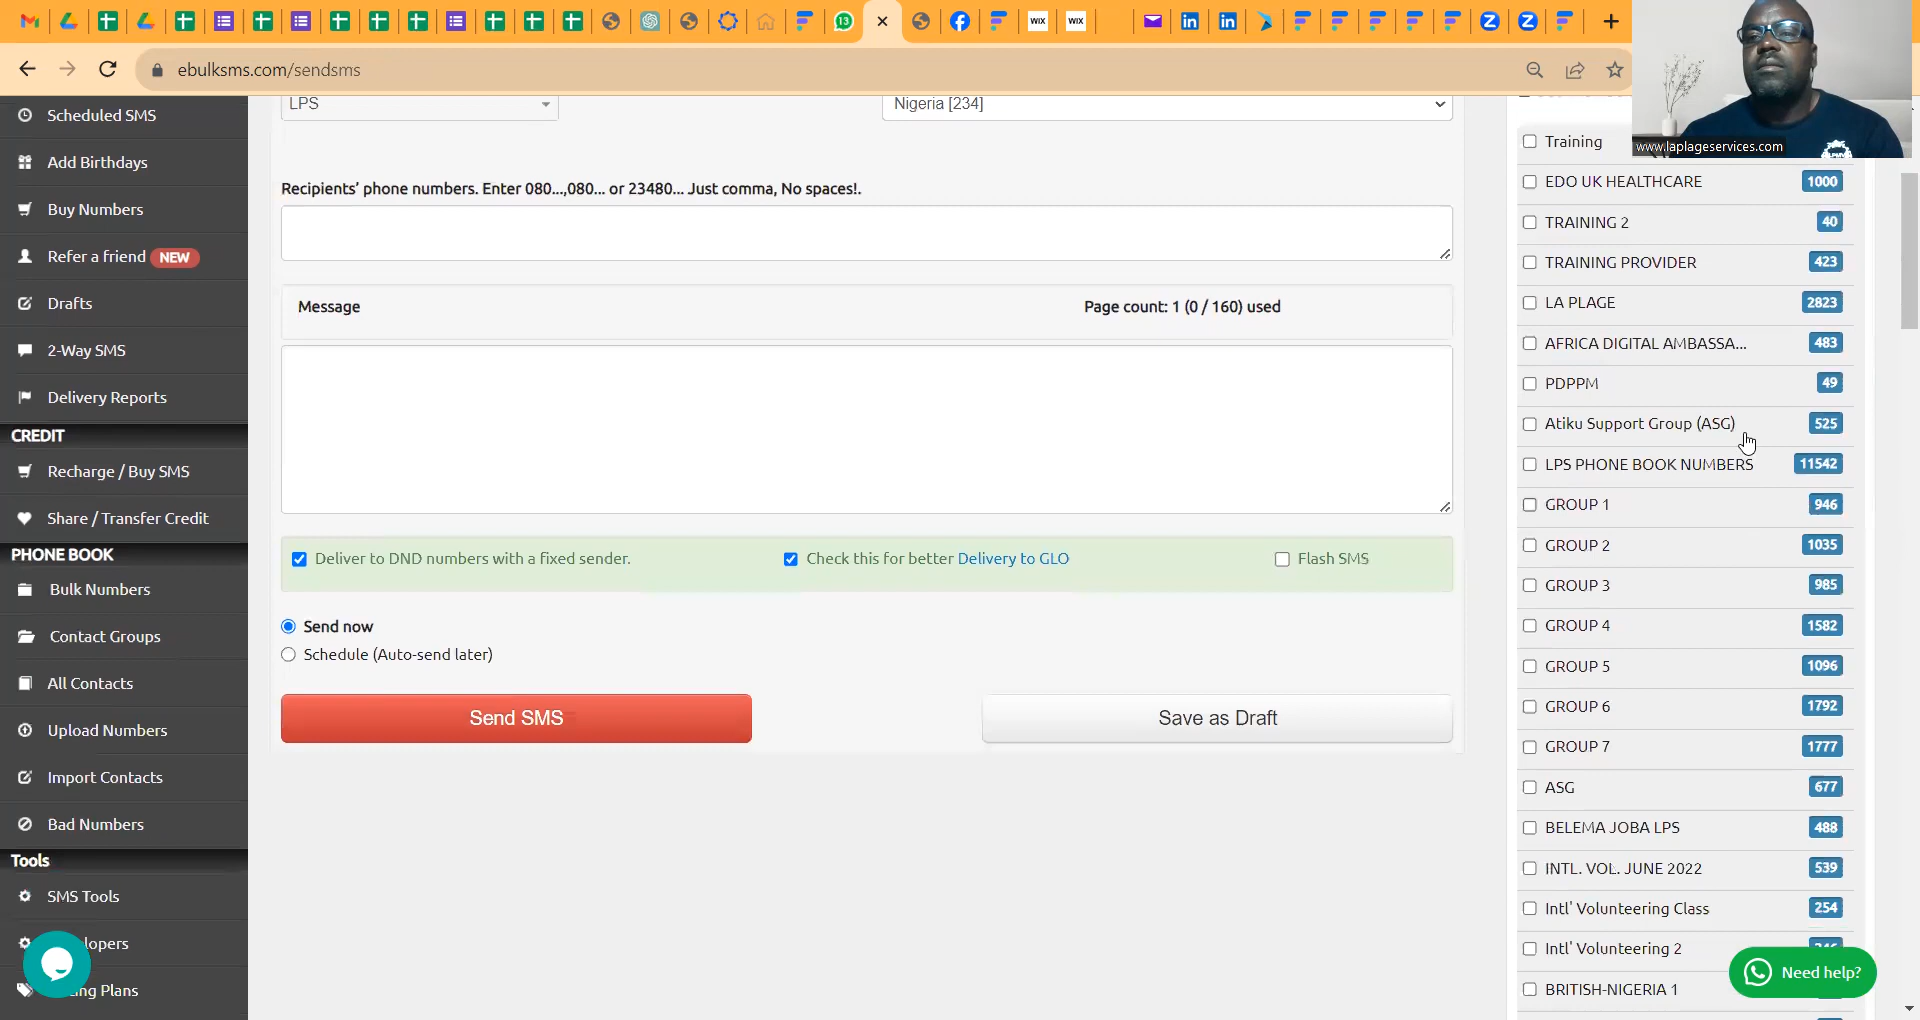 13
WIX
WIX
ebulksms.com/sendsms
www.laplageservices.com
Scheduled SMS
Add Birthdays
Buy Numbers
Refer a friend NEW
Drafts
2-Way SMS
Delivery Reports
CREDIT
Recharge / Buy SMS
Share / Transfer Credit
PHONE BOOK
Bulk Numbers
Contact Groups
All Contacts
Upload Numbers
Import Contacts
Bad Numbers
Tools
SMS Tools
LPS
Nigeria [234]
Recipients' phone numbers. Enter 080...,080... or 23480... Just comma, No spaces!.
Message
Page count: 1 (0 / 160) used
Deliver to DND numbers with a fixed sender.
Check this for better Delivery to GLO
Flash SMS
Send now
Schedule (Auto-send later)
Send SMS
Save as Draft
Training
EDO UK HEALTHCARE 1000
TRAINING 2 40
TRAINING PROVIDER 423
LA PLAGE 2823
AFRICA DIGITAL AMBASSA... 483
PDPPM 49
Atiku Support Group (ASG) 525
LPS PHONE BOOK NUMBERS 11542
GROUP 1 946
GROUP 2 1035
GROUP 3 985
GROUP 4 1582
GROUP 5 1096
GROUP 6 1792
GROUP 7 1777
ASG 677
BELEMA JOBA LPS 488
INTL. VOL. JUNE 2022 539
Intl' Volunteering Class 254
Intl' Volunteering 2
BRITISH-NIGERIA 1
Need help?